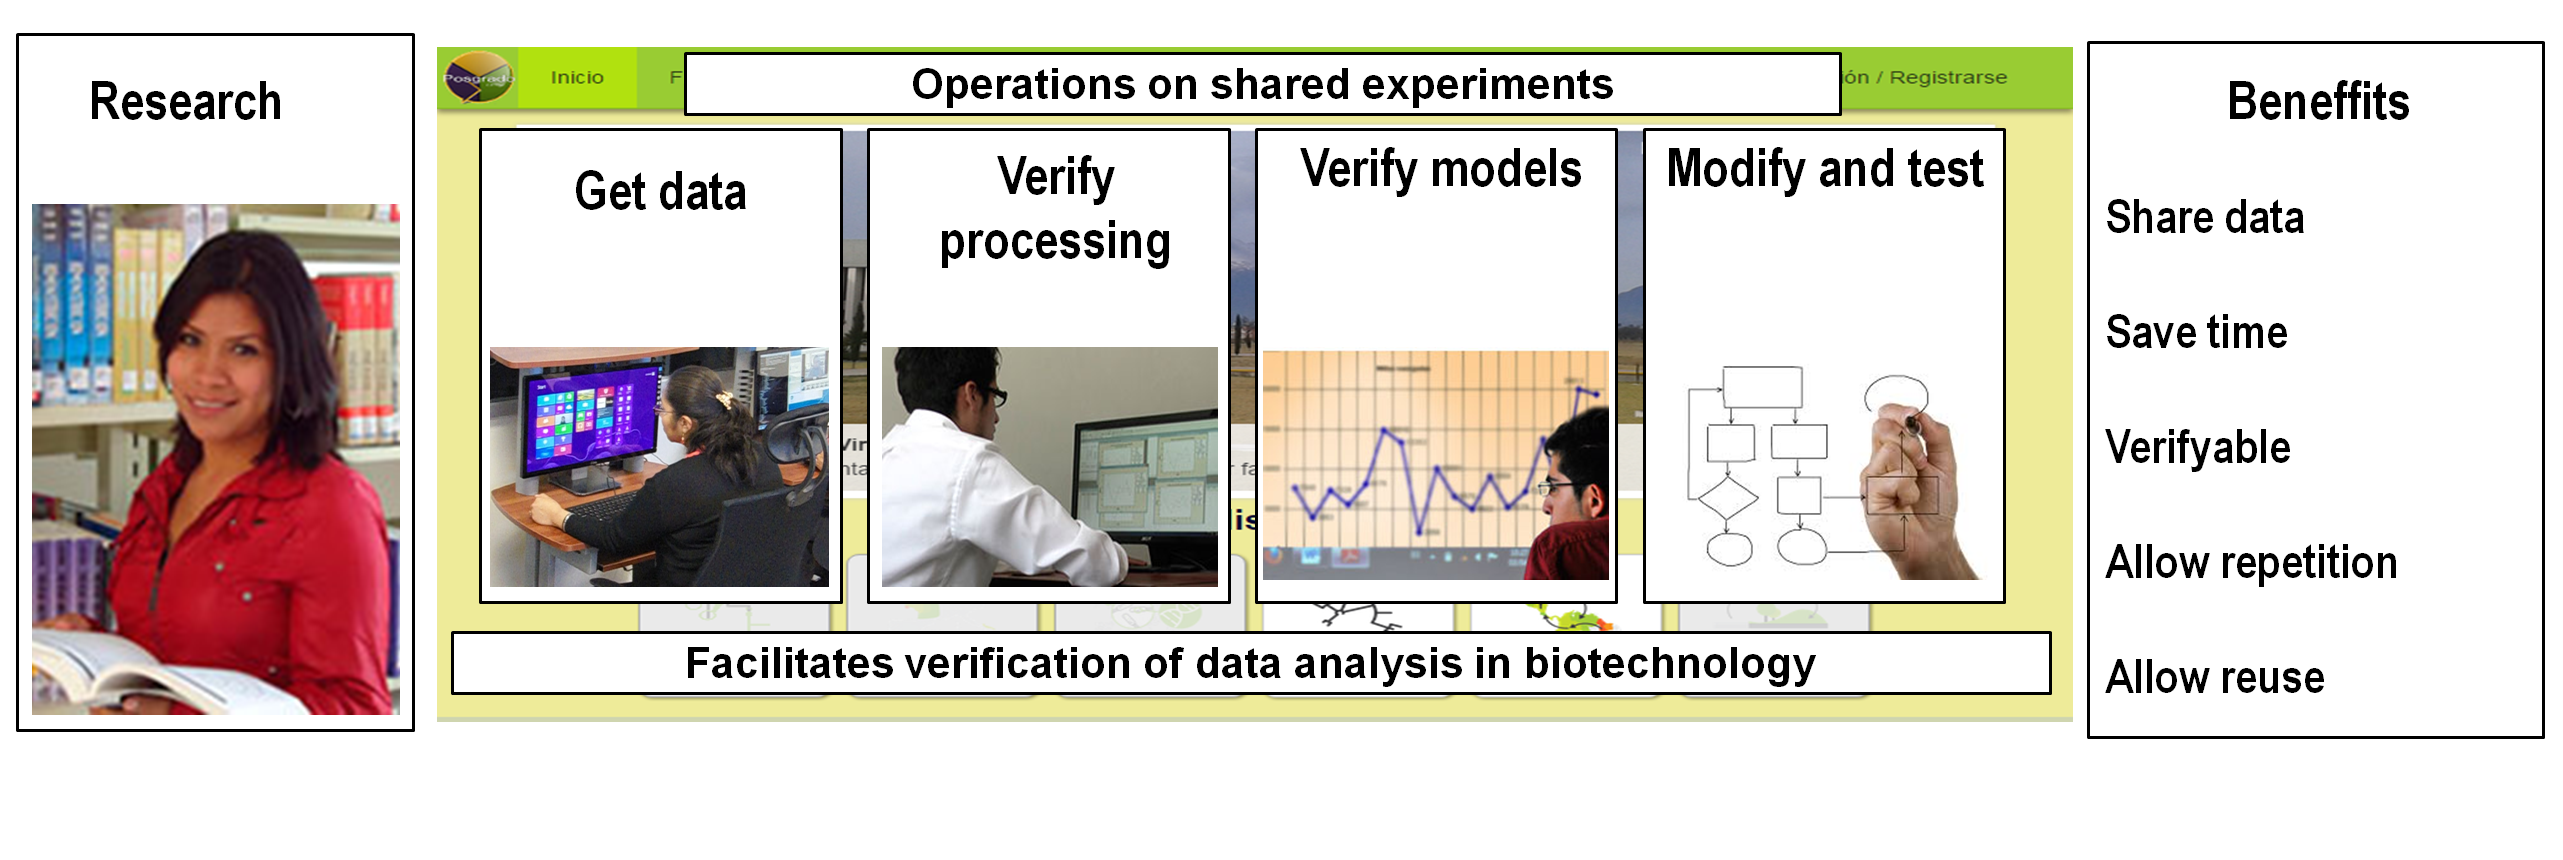 Research
Posgrado
Inicio
Operations on shared experiments
/ Registrarse
Get data
Verify
processing
Verify models
Modify and test
Facilitates verification of data analysis in biotechnology
Beneffits
Share data
Save time
Verifyable
Allow repetition
Allow reuse